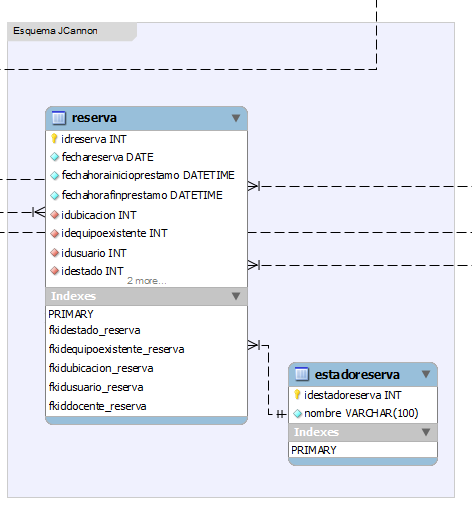 Esquema JCannon
reserva
idreserva INT
fechareserva DATE
fechahorainicioprestamo DATETIME
fechahorafinprestamo DATETIME
idubicacion INT
idequipoexistente INT
idusuario INT
idestado INT
2 more...
Indexes
PRIMARY
fkidestado_reserva
fkidequipoexistente_reserva
fkidubicacion_reserva
fkidusuario_reserva
fkiddocente_reserva
estadoreserva
idestadoreserva INT
nombre VARCHAR(100)
Indexes
PRIMARY